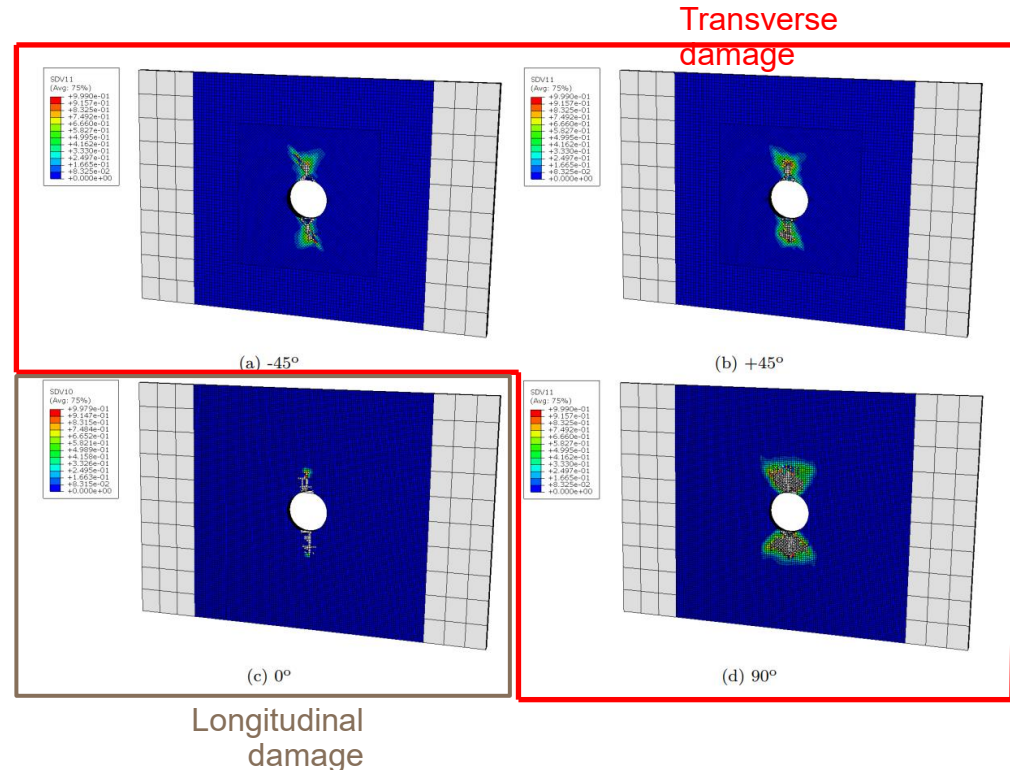 Transverse
damage
SDV11
(Avg: 75%)
+9.990e-01
+9.157e-01
+8.325e-01
+7.492e-01
+6.660e-01
+5.827e-01
+4.995e-01
+4.162e-01
+3.330e-01
+2.497e-01
+1.665e-01
+8.325e-02
+0.000e+00
SDV11
(Avg: 75%)
+9.990e-01
+9.157e-01
+8.325e-01
+7.492e-01
+6.660e-01
+5.827e-01
+4.995e-01
+4.162e-01
+3.330e-01
+2.497e-01
+1.665e-01
+8.325e-02
+0.000e+00
(a) -45º
(b) +45º
SDV10
(Avg: 75%)
+9.979e-01
+9.147e-01
+8.315e-01
+7.484e-01
+6.652e-01
+5.821e-01
+4.989e-01
+4.158e-01
+3.326e-01
+2.495e-01
+1.663e-01
+8.315e-02
+0.000e+00
SDV11
(Avg: 75%)
+9.990e-01
+9.157e-01
+8.325e-01
+7.492e-01
+6.660e-01
+5.827e-01
+4.995e-01
+4.162e-01
+3.330e-01
+2.497e-01
+1.665e-01
+8.325e-02
+0.000e+00
(c) 0º
(d) 90º
Longitudinal
damage